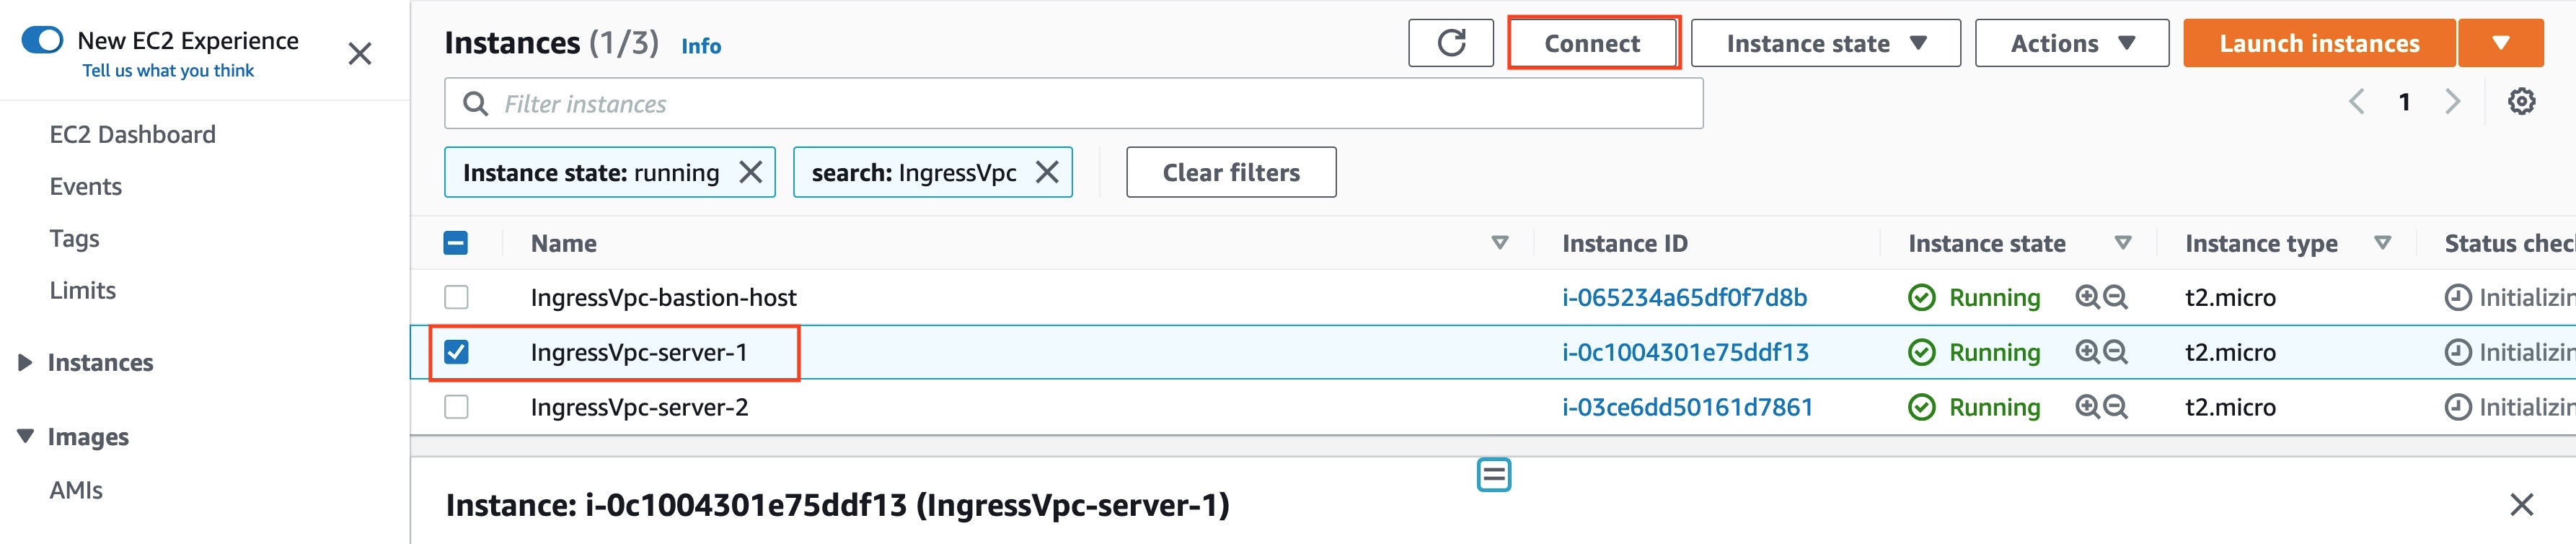 New EC2 Experience
Tell us what you think
EC2 Dashboard
Events
Tags
Limits
Instances
Images
AMIs
Instances (1/3) Info
Connect Instance state Actions Launch instances
Filter instances
1
Instance state: running search: IngressVpc Clear filters
Name Instance ID Instance state Instance type Status chec
IngressVpc-bastion-host i-065234a65df0f7d8b Running t2.micro Initializin
IngressVpc-server-1 i-0c1004301e75ddf13 Running t2.micro Initializin
IngressVpc-server-2 i-03ce6dd50161d7861 Running t2.micro Initializin
Instance: i-0c1004301e75ddf13 (IngressVpc-server-1)